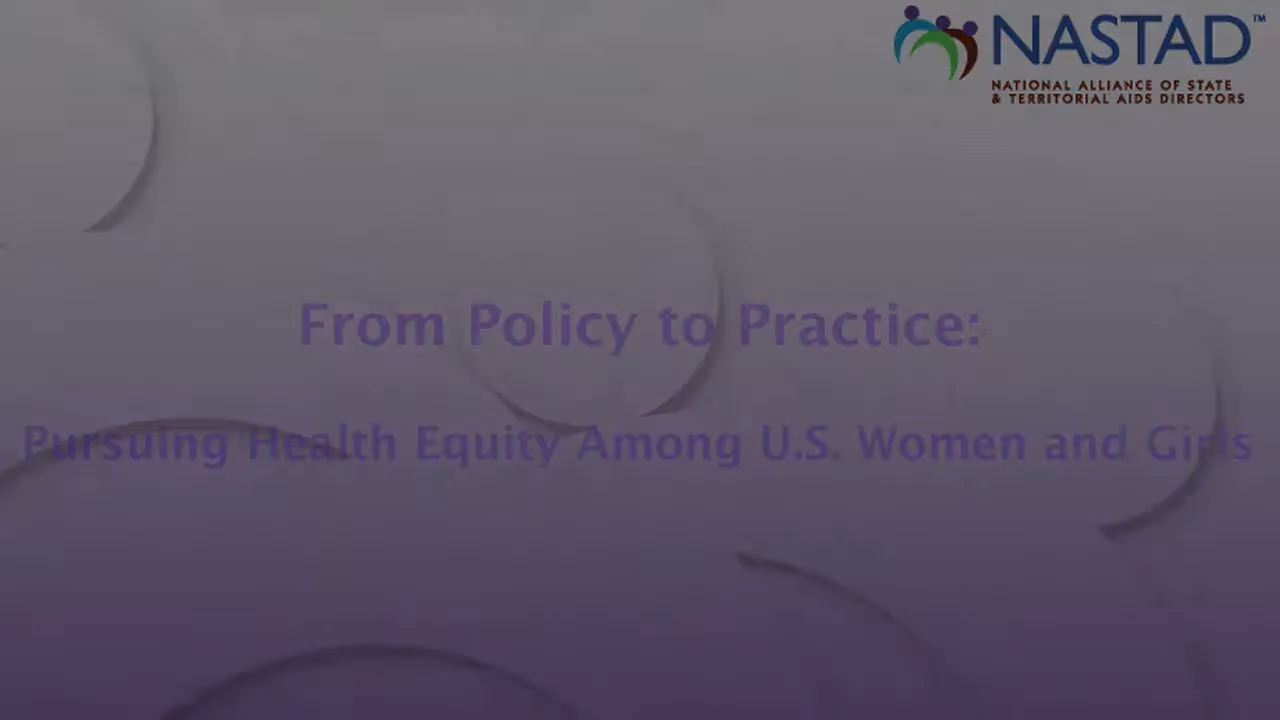 NASTAD™
NATIONAL ALLIANCE OF STATE
& TERRITORIAL AIDS DIRECTORS
From Policy to Practice:
Pursuing Health Equity Among U.S. Women and Girls